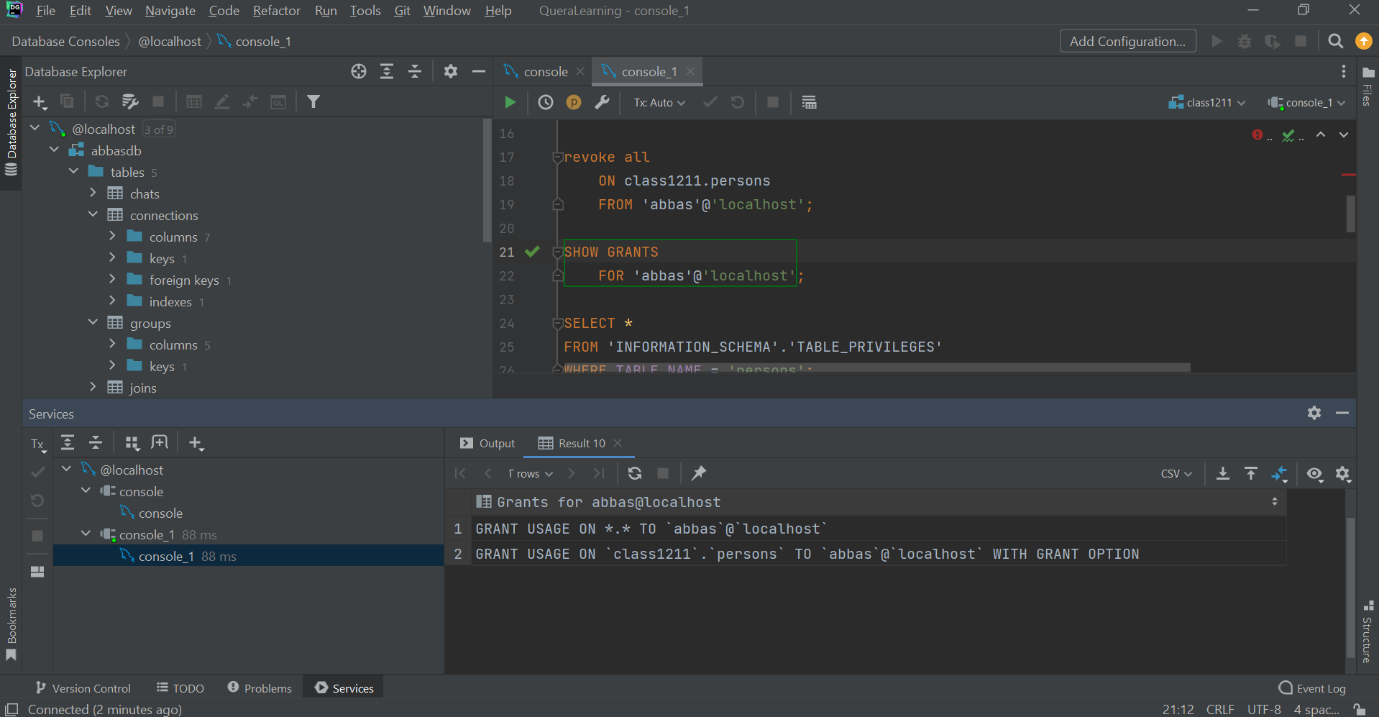 DG
File Edit View Navigate Code Refactor Run Tools Git Window Help QueraLearning - console_1
Database Consoles @localhost console_1 Add Configuration...
Database Explorer
Database Explorer
console console_1
Files
Tx: Auto class1211 console_1
@localhost 3 of 9
abbasdb
tables 5
chats
connections
columns 7
keys 1
foreign keys 1
indexes 1
groups
columns 5
keys 1
joins
16
17 revoke all
18 ON class1211.persons
19 FROM 'abbas'@'localhost';
20
21 SHOW GRANTS
22 FOR 'abbas'@'localhost';
23
24 SELECT *
25 FROM 'INFORMATION_SCHEMA'.'TABLE_PRIVILEGES'
26 WHERE TABLE_NAME = 'persons';
Services
Tx
@localhost
console
console
console_1 88 ms
console_1 88 ms
Output Result 10
1 rows CSV
Grants for abbas@localhost
1 GRANT USAGE ON *.* TO `abbas`@`localhost`
2 GRANT USAGE ON `class1211`.`persons` TO `abbas`@`localhost` WITH GRANT OPTION
Bookmarks
Structure
Version Control TODO Problems Services Event Log
Connected (2 minutes ago) 21:12 CRLF UTF-8 4 spac...